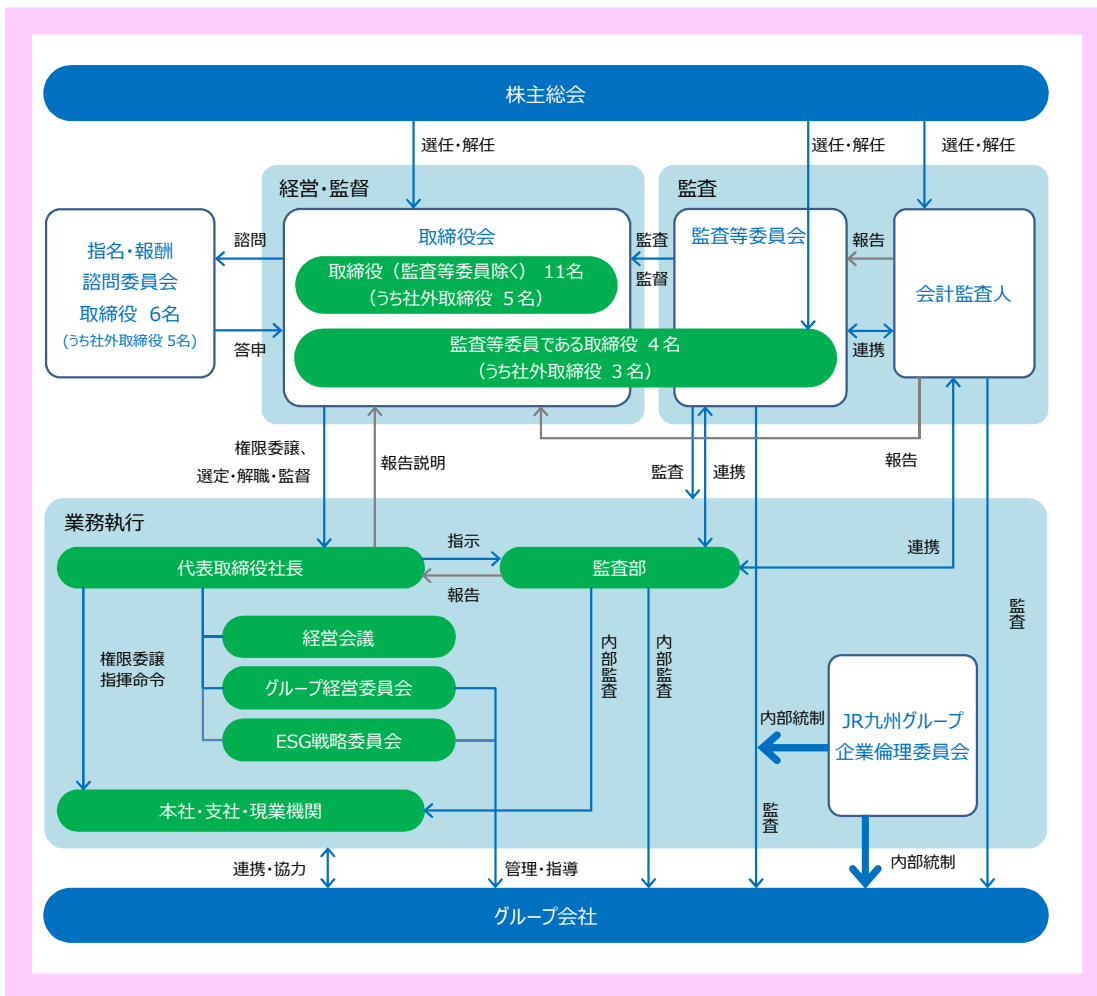 株主総会
選任・解任
選任・解任
選任・解任
経営・監督
監査
指名・報酬
諮問委員会
取締役 6名
(うち社外取締役 5名)
諮問
答申
取締役会
取締役（監査等委員除く） 11名
（うち社外取締役 5名）
監査等委員である取締役 4名
（うち社外取締役 3名）
監査
監督
監査等委員会
報告
連携
会計監査人
権限委譲、
選定・解職・監督
報告説明
監査
連携
報告
業務執行
代表取締役社長
指示
報告
監査部
連携
監査
経営会議
グループ経営委員会
ESG戦略委員会
権限委譲
指揮命令
内部監査
内部監査
本社・支社・現業機関
内部統制
JR九州グループ
企業倫理委員会
監査
連携・協力
管理・指導
内部統制
グループ会社